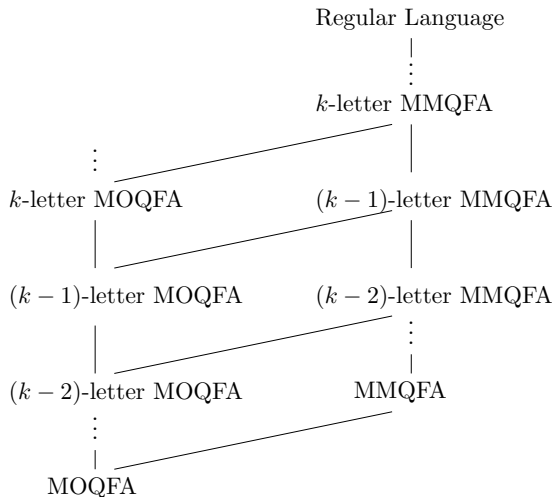 Regular Language
⋮
k-letter MMQFA
⋮
k-letter MOQFA (k − 1)-letter MMQFA
(k − 1)-letter MOQFA (k − 2)-letter MMQFA
⋮
(k − 2)-letter MOQFA MMQFA
⋮
MOQFA